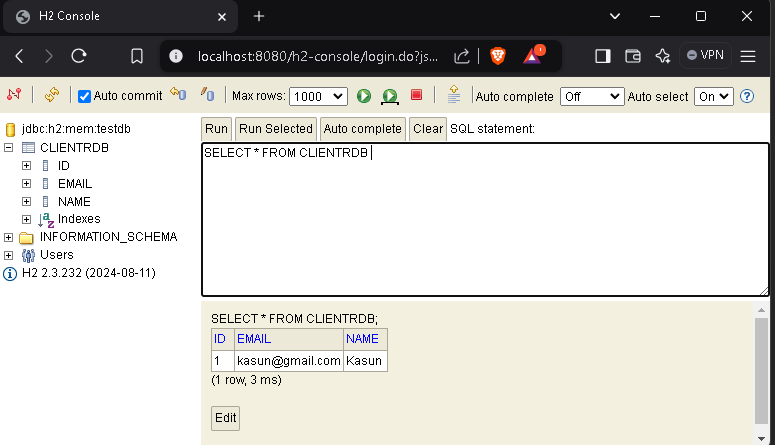 H2 Console
localhost:8080/h2-console/login.do?js...
1
VPN
Auto commit
Max rows: 1000
Auto complete Off
Auto select On
jdbc:h2:mem:testdb
CLIENTRDB
ID
EMAIL
NAME
Indexes
INFORMATION_SCHEMA
Users
H2 2.3.232 (2024-08-11)
Run Run Selected Auto complete Clear SQL statement:
SELECT * FROM CLIENTRDB
SELECT * FROM CLIENTRDB;
ID EMAIL NAME
1 kasun@gmail.com Kasun
(1 row, 3 ms)
Edit